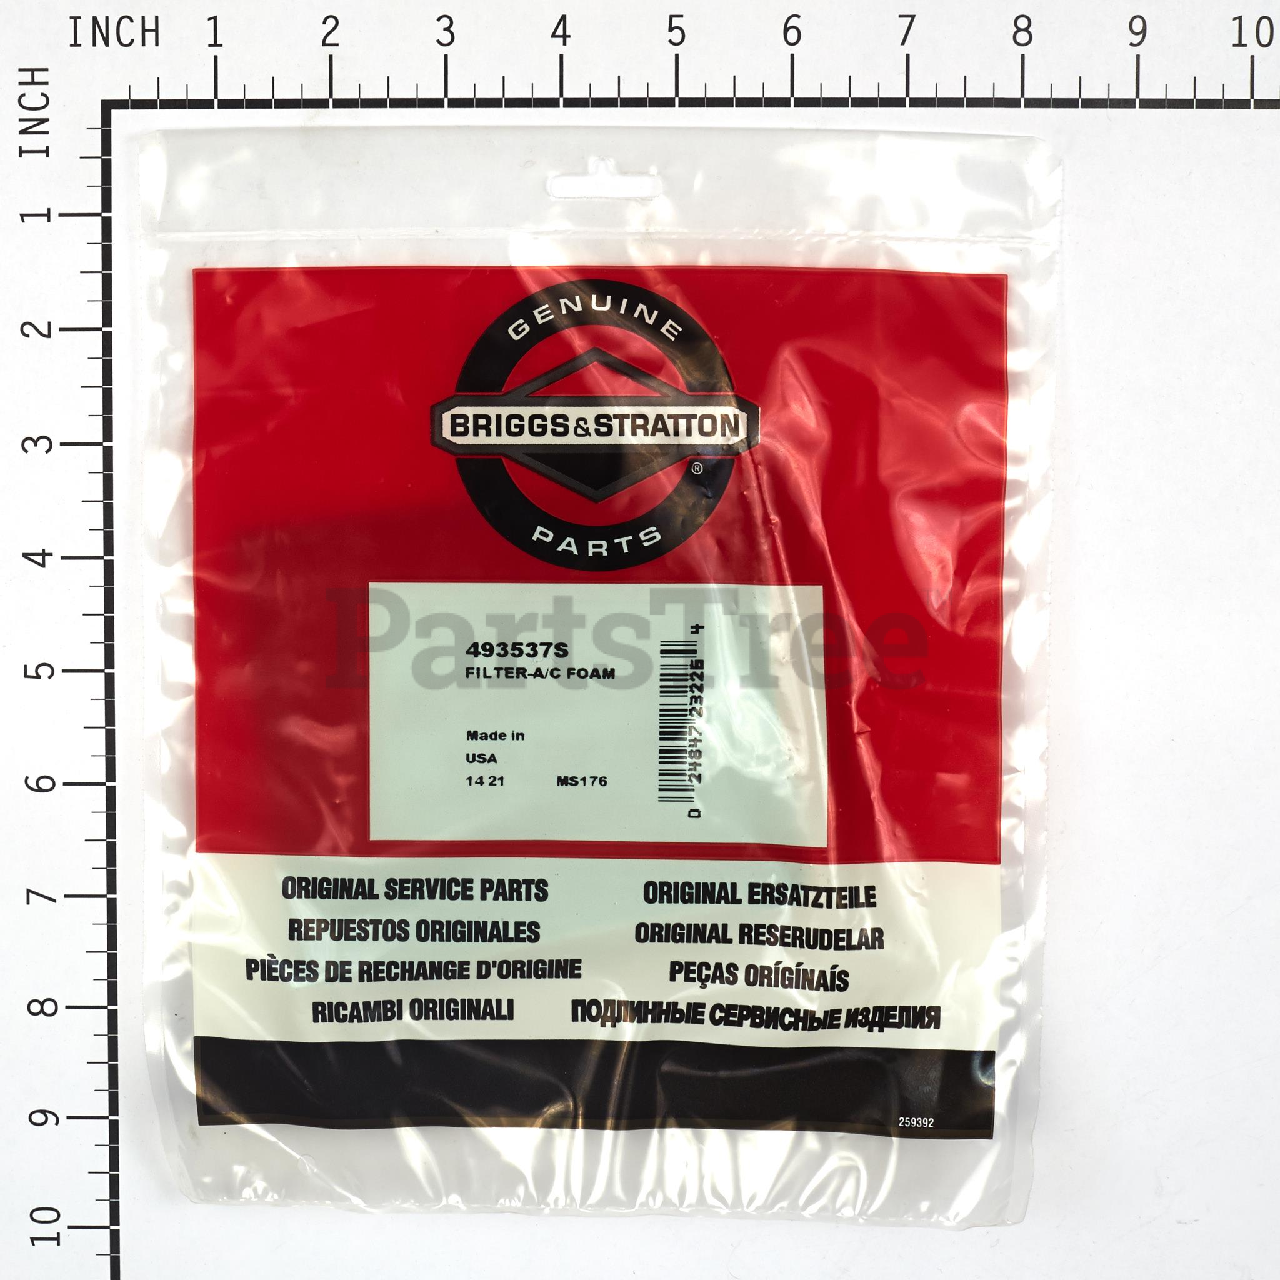 INCH 1 2 3 4 5 6 7 8 9 10
INCH 1 2 3 4 5 6 7 8 9 10
GENUINE
BRIGGS&STRATTON
®
PARTS
PartsTree
493537S
FILTER-A/C FOAM
Made in
USA
14 21 MS176
0 24847 23226 4
ORIGINAL SERVICE PARTS
REPUESTOS ORIGINALES
PIÈCES DE RECHANGE D'ORIGINE
RICAMBI ORIGINALI
ORIGINAL ERSATZTEILE
ORIGINAL RESERUDELAR
PEÇAS ORÍGÍNAÍS
ПОДЛИННЫЕ СЕРВИСНЫЕ ИЗДЕЛИЯ
259392